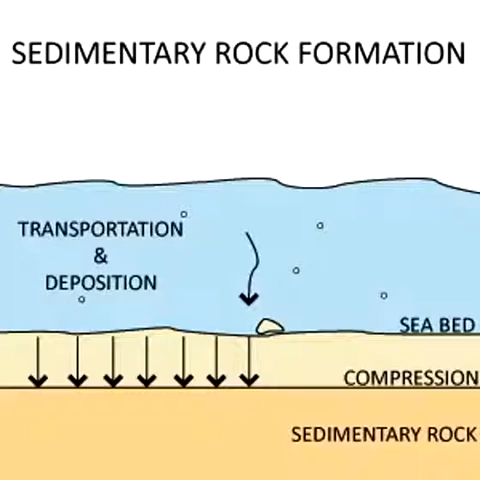 SEDIMENTARY ROCK FORMATION
TRANSPORTATION
&
DEPOSITION
SEA BED
COMPRESSION
SEDIMENTARY ROCK